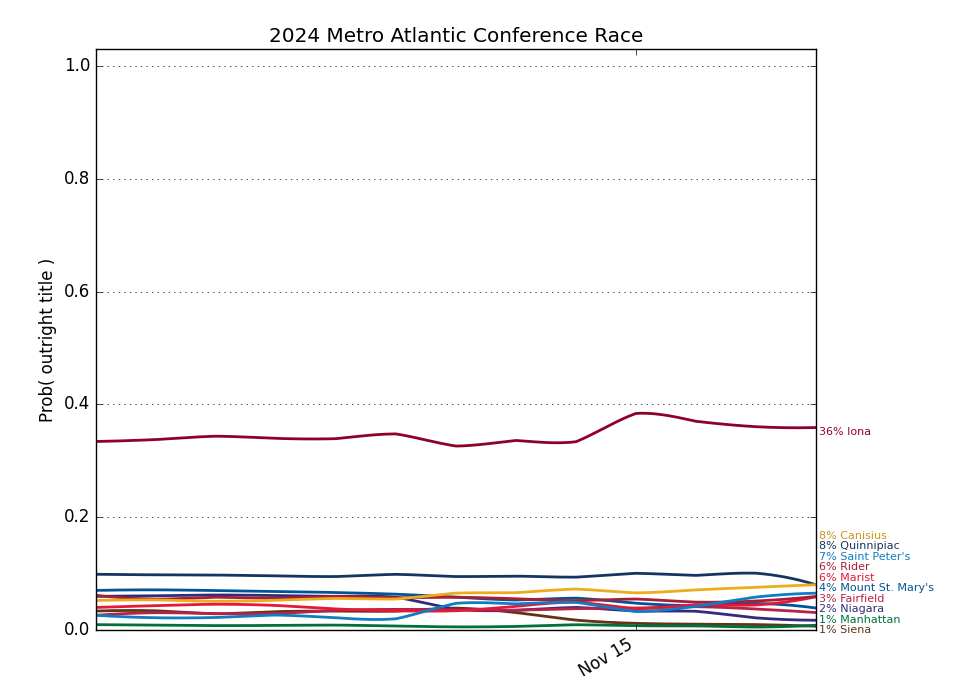 2024 Metro Atlantic Conference Race
Prob( outright title )
1.0
0.8
0.6
0.4
0.2
0.0
36% Iona
8% Canisius
8% Quinnipiac
7% Saint Peter's
6% Rider
6% Marist
4% Mount St. Mary's
3% Fairfield
2% Niagara
1% Manhattan
1% Siena
Nov 15